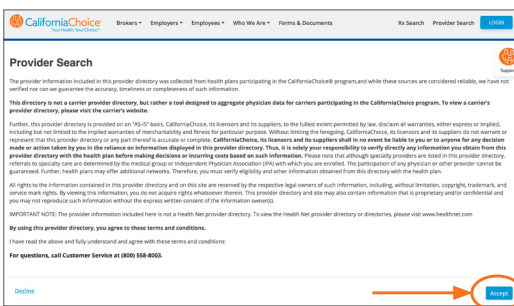 CaliforniaChoice®
Your Health. Your Choice.®
Brokers Employers Employees Who We Are Forms & Documents Rx Search Provider Search LOGIN
Support
Provider Search
The provider information included in this provider directory was collected from health plans participating in the CaliforniaChoice® program,and while these sources are considered reliable, we have not
verified nor can we guarantee the accuracy, timeliness or completeness of such information.
This directory is not a carrier provider directory, but rather a tool designed to aggregate physician data for carriers participating in the CaliforniaChoice program. To view a carrier's
provider directory, please visit the carrier's website.
Further, this provider directory is provided on an "AS-IS" basis. CaliforniaChoice, its licensors and its suppliers, to the fullest extent permitted by law, disclaim all warranties, either express or implied,
including but not limited to the implied warranties of merchantability and fitness for particular purpose. Without limiting the foregoing, CaliforniaChoice, its licensors and its suppliers do not warrant or
represent that this provider directory or any part thereof is accurate or complete. CaliforniaChoice, its licensors and its suppliers shall in no event be liable to you or to anyone for any decision
made or action taken by you in the reliance on information displayed in this provider directory. Thus, it is solely your responsibility to verify directly any information you obtain from this
provider directory with the health plan before making decisions or incurring costs based on such information. Please note that although specialty providers are listed in this provider directory,
referrals to specialty care are determined by the medical group or Independent Physician Association (IPA) with which you are enrolled. The participation of any physician or other provider cannot be
guaranteed. Further, health plans may offer additional networks. Therefore, you must verify eligibility and other information obtained from this directory with the health plan.
All rights to the information contained in this provider directory and on this site are reserved by the respective legal owners of such information, including, without limitation, copyright, trademark, and
service mark rights. By viewing this information, you do not acquire rights whatsoever therein. This provider directory and site may also contain information that is proprietary and/or confidential and
you may not reproduce such information without the express written consent of the information owner(s).
IMPORTANT NOTE: The provider information included here is not a Health Net provider directory. To view the Health Net provider directory or directories, please visit www.healthnet.com
By using this provider directory, you agree to these terms and conditions.
I have read the above and fully understand and agree with these terms and conditions:
For questions, call Customer Service at (800) 558-8003.
Decline Accept